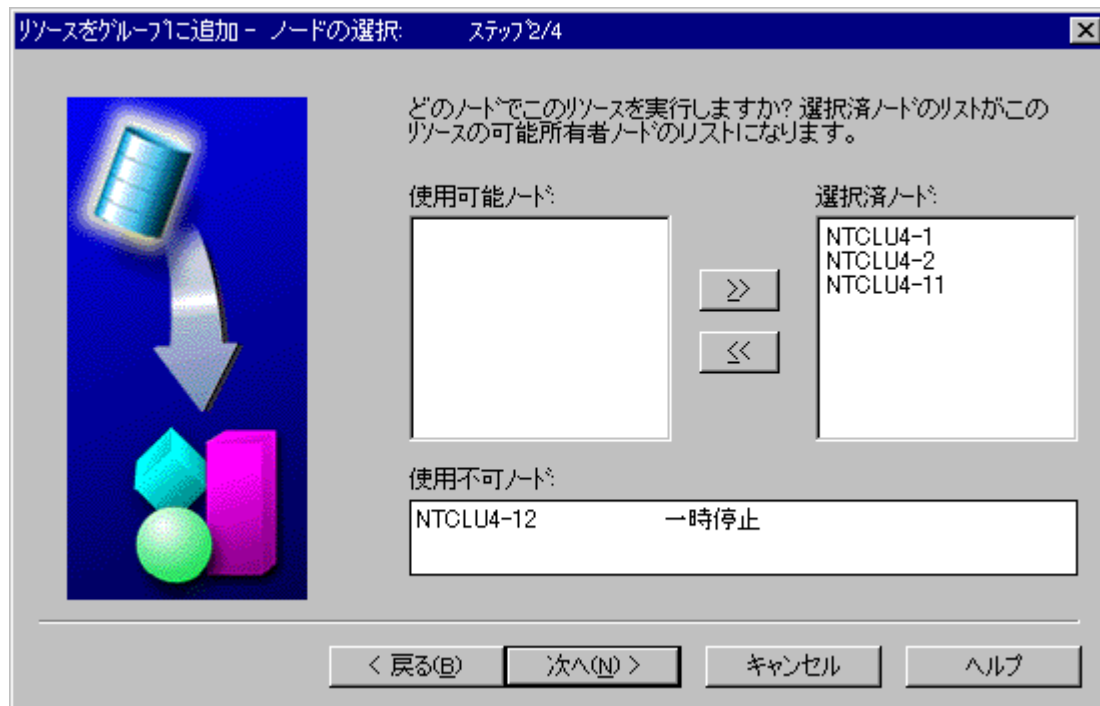 リソースをグループに追加 - ノードの選択: ステップ2/4
どのノードでこのリソースを実行しますか? 選択済ノードのリストがこの
リソースの可能所有者ノードのリストになります。
使用可能ノード:
選択済ノード:
NTCLU4-1
NTCLU4-2
NTCLU4-11
>>
<<
使用不可ノード:
NTCLU4-12 一時停止
< 戻る(B)
次へ(N) >
キャンセル
ヘルプ